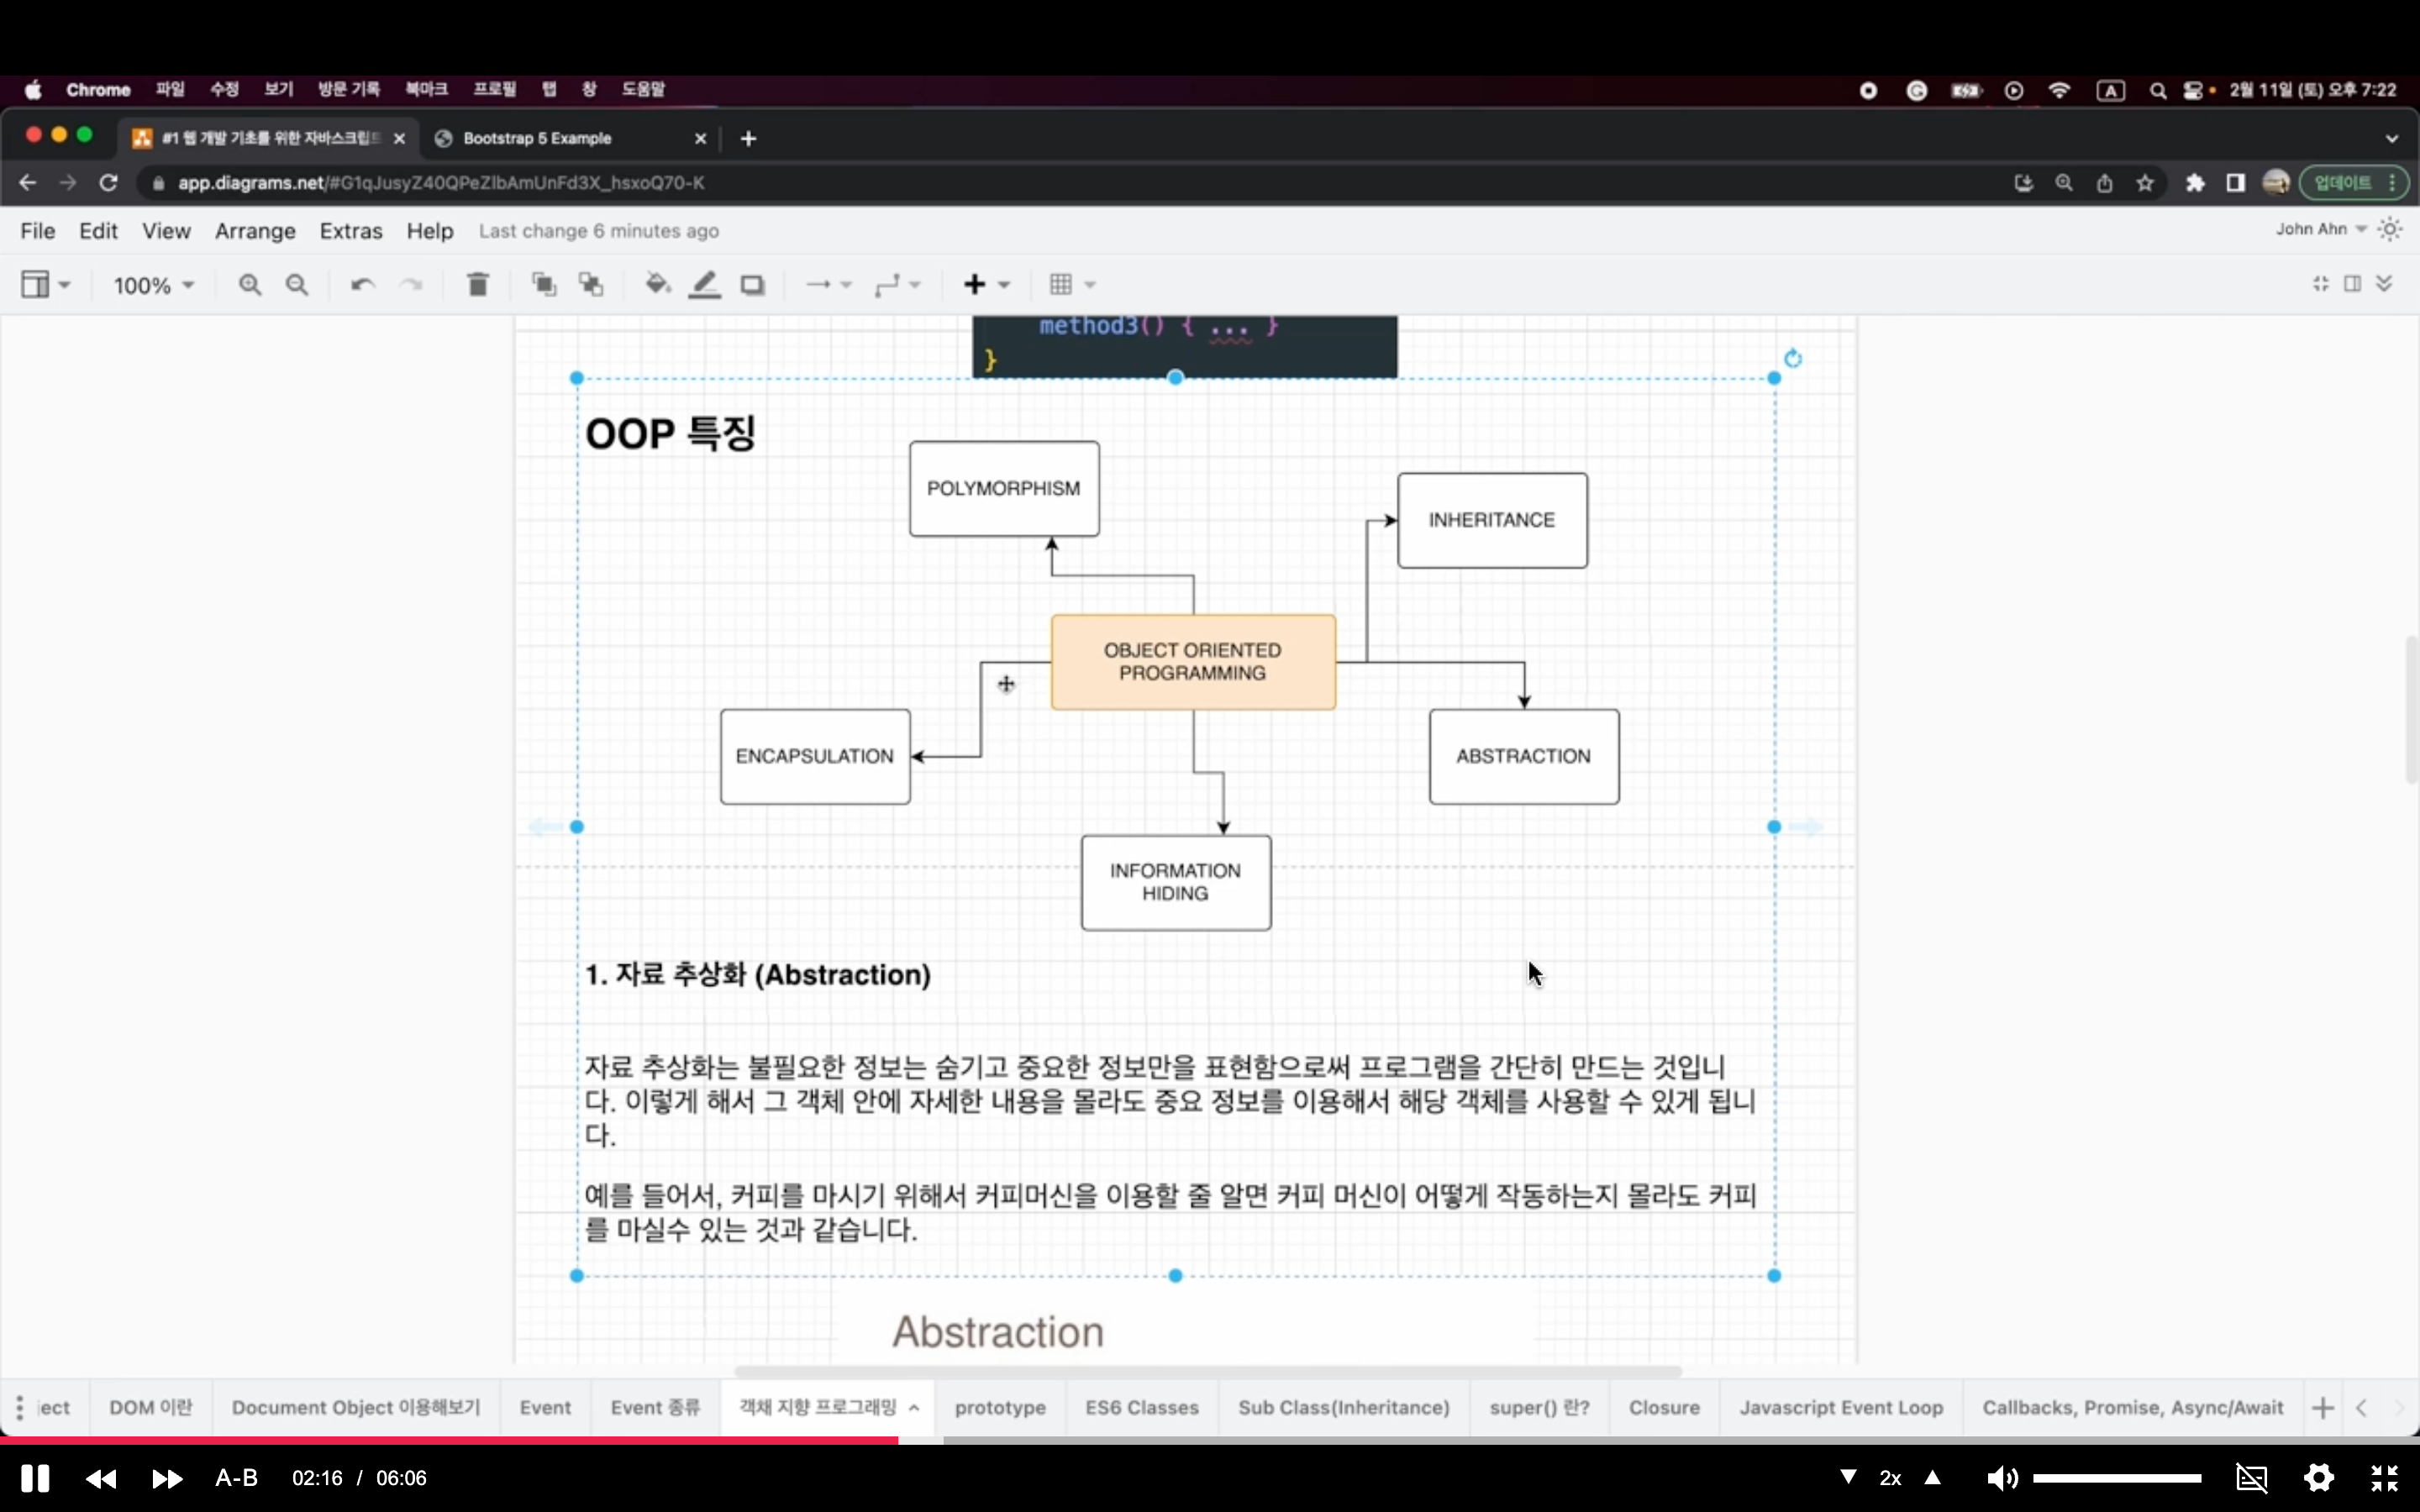 Chrome 파일 수정 보기 방문 기록 북마크 프로필 탭 창 도움말 A 2월 11일 (토) 오후 7:22
#1 웹 개발 기초를 위한 자바스크립트 Bootstrap 5 Example
app.diagrams.net/#G1qJusyZ40QPeZlbAmUnFd3X_hsxoQ70-K 업데이트
File Edit View Arrange Extras Help Last change 6 minutes ago John Ahn
100%
method3() { ... }
}
OOP 특징
POLYMORPHISM
INHERITANCE
OBJECT ORIENTED
PROGRAMMING
ENCAPSULATION
ABSTRACTION
INFORMATION
HIDING
1. 자료 추상화 (Abstraction)
자료 추상화는 불필요한 정보는 숨기고 중요한 정보만을 표현함으로써 프로그램을 간단히 만드는 것입니
다. 이렇게 해서 그 객체 안에 자세한 내용을 몰라도 중요 정보를 이용해서 해당 객체를 사용할 수 있게 됩니
다.
예를 들어서, 커피를 마시기 위해서 커피머신을 이용할 줄 알면 커피 머신이 어떻게 작동하는지 몰라도 커피
를 마실수 있는 것과 같습니다.
Abstraction
ject DOM 이란 Document Object 이용해보기 Event Event 종류 객체 지향 프로그래밍 prototype ES6 Classes Sub Class(Inheritance) super() 란? Closure Javascript Event Loop Callbacks, Promise, Async/Await
A-B 02:16 / 06:06 2x